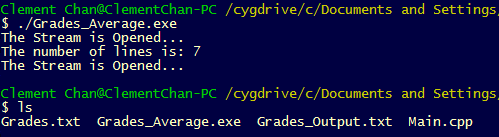 Clement Chan@ClementChan-PC /cygdrive/c/Documents and Settings/
$ ./Grades_Average.exe
The Stream is Opened...
The number of lines is: 7
The Stream is Opened...
Clement Chan@ClementChan-PC /cygdrive/c/Documents and Settings/
$ ls
Grades.txt  Grades_Average.exe  Grades_Output.txt  Main.cpp